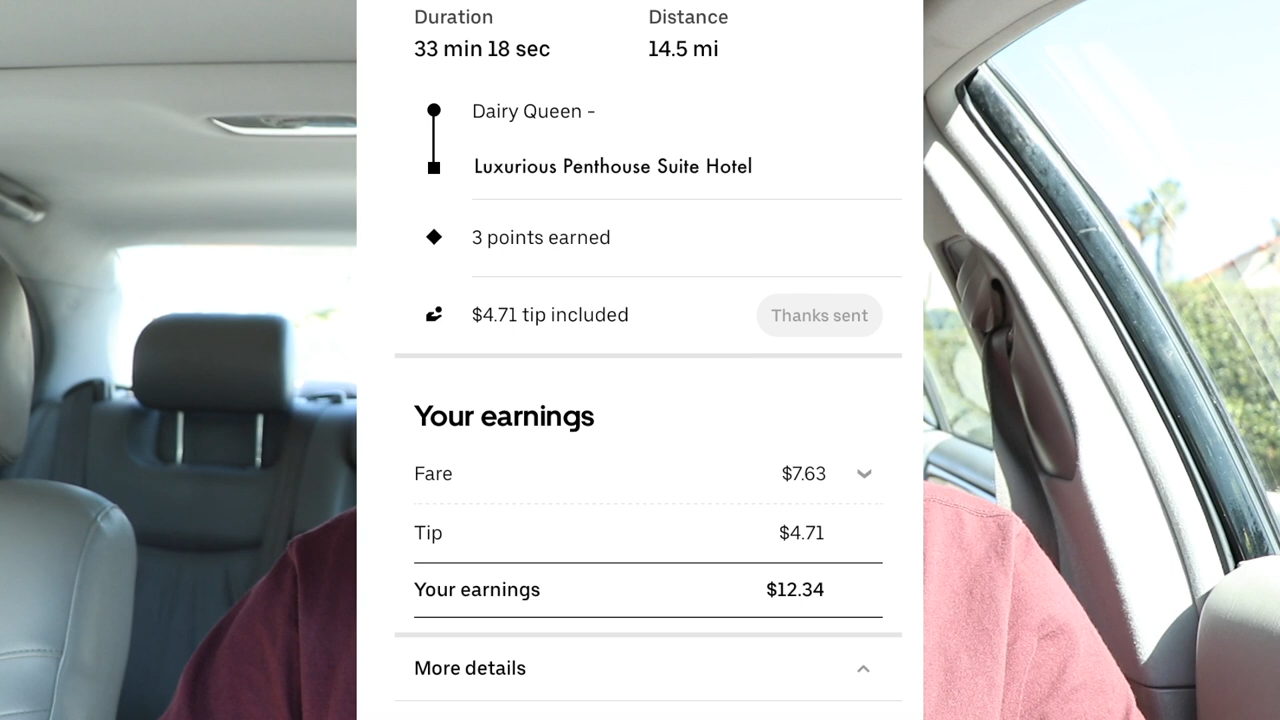 Duration Distance
33 min 18 sec 14.5 mi
Dairy Queen -
Luxurious Penthouse Suite Hotel
3 points earned
$4.71 tip included Thanks sent
Your earnings
Fare $7.63
Tip $4.71
Your earnings $12.34
More details